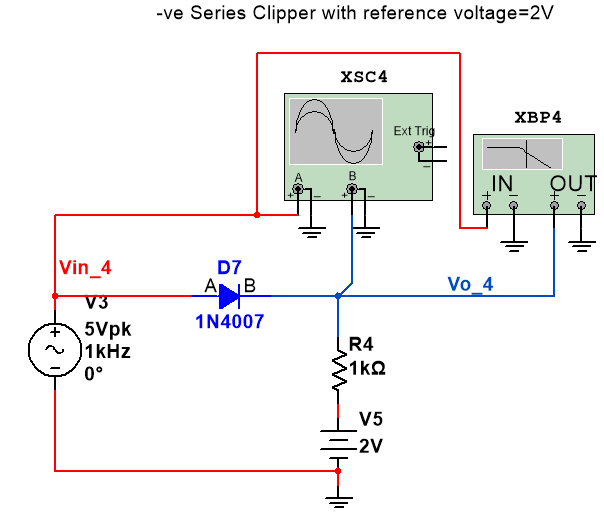 -ve Series Clipper with reference voltage=2V
XSC4
Ext Trig
+
−
A
B
+ − + −
XBP4
IN OUT
+ − + −
Vin_4
D7
A B
1N4007
Vo_4
V3
+
5Vpk
1kHz
0°
−
R4
1kΩ
V5
2V